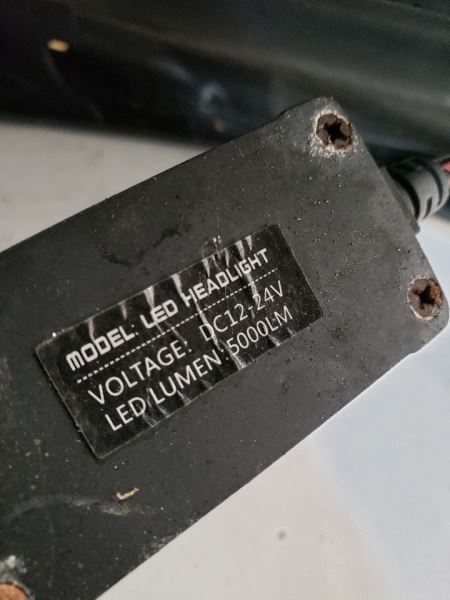 MODEL: LED HEADLIGHT
VOLTAGE: DC12-24V
LED LUMEN: 5000LM